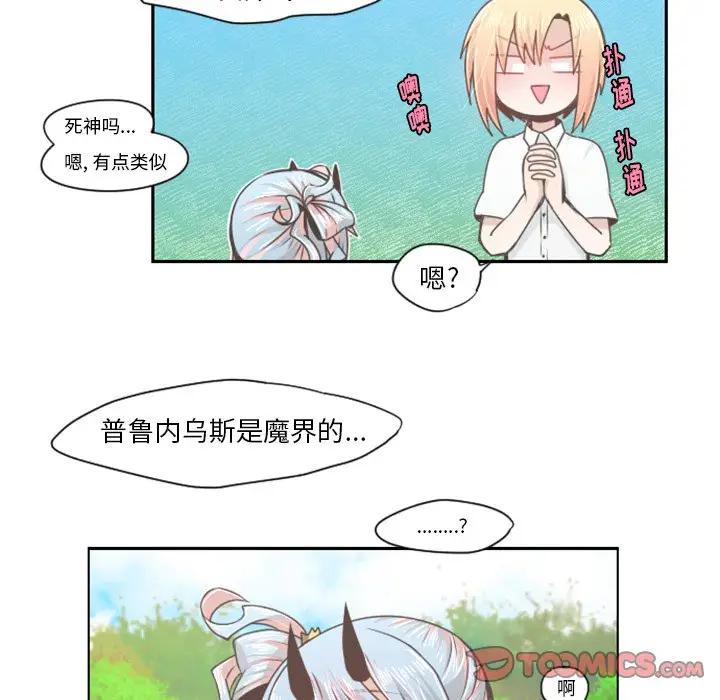 噢噢
扑通
扑通
死神吗...
嗯, 有点类似
嗯?
普鲁内乌斯是魔界的...
........?
啊
TOOMICS.COM